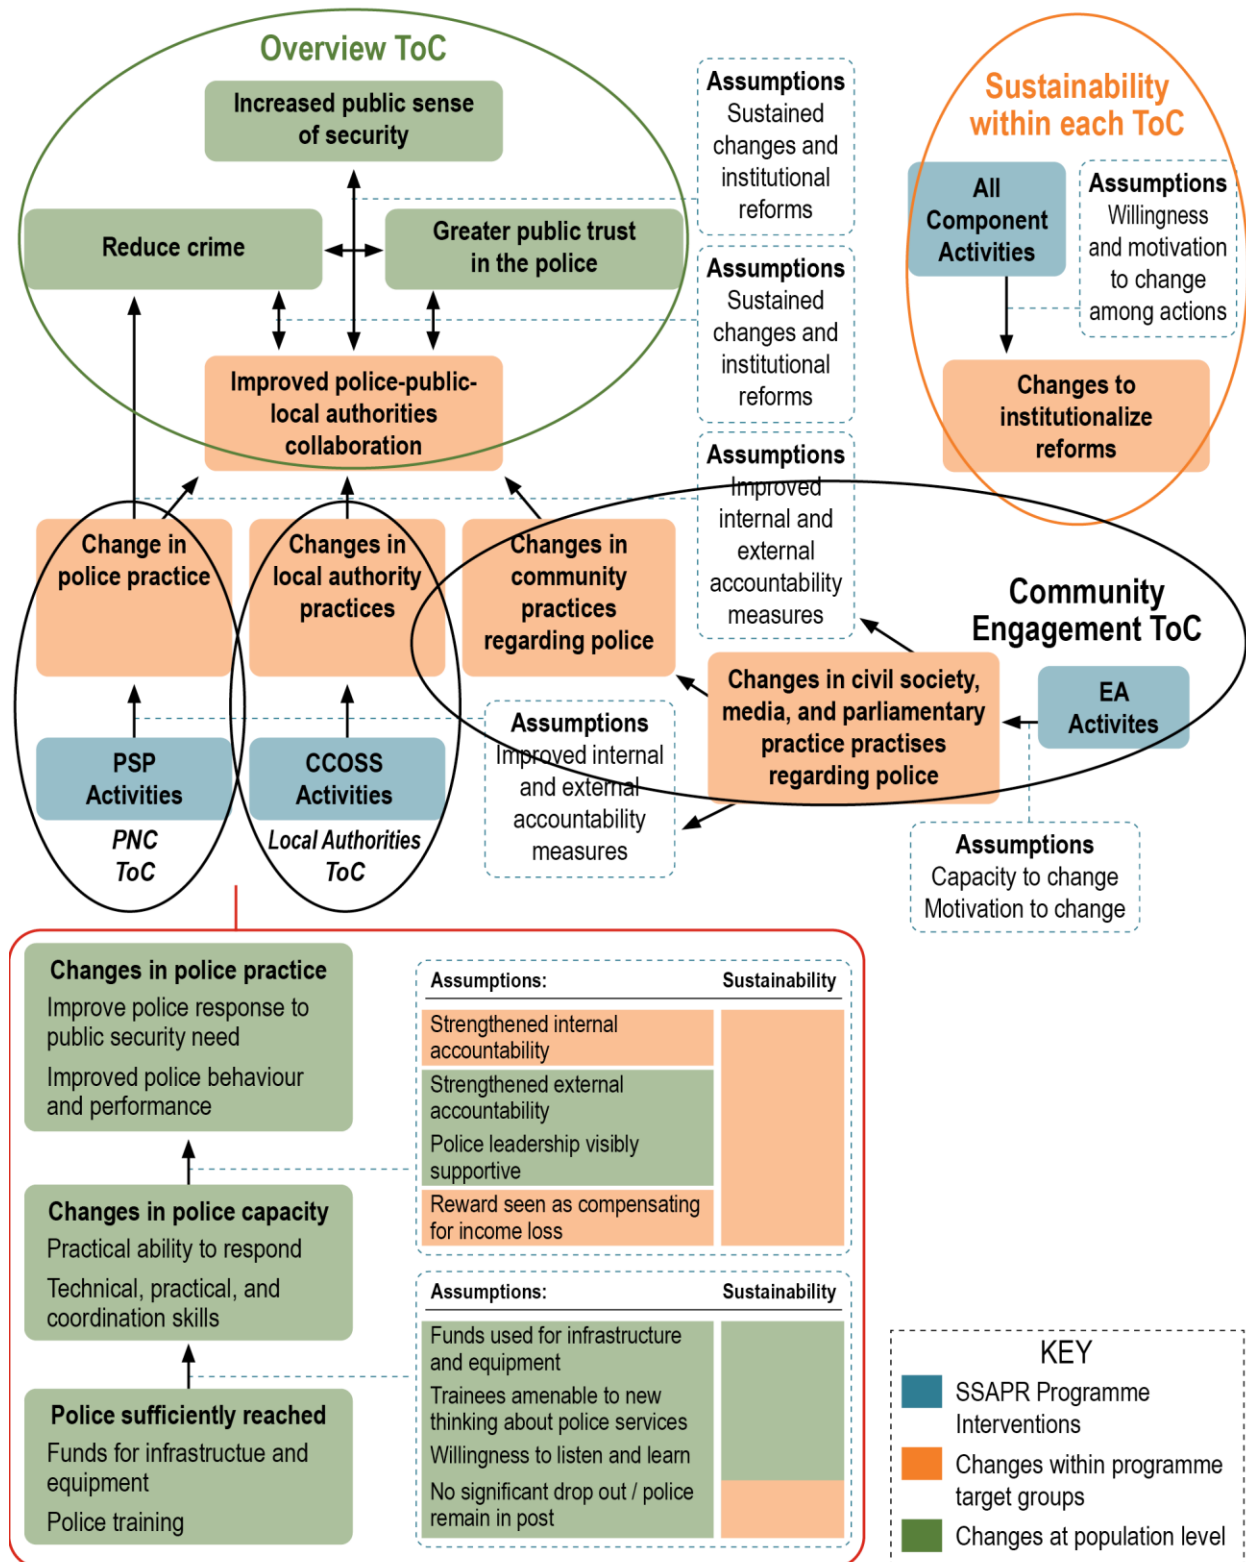 Overview ToC
Increased public sense
of security
Reduce crime
Greater public trust
in the police
Improved police-public-
local authorities
collaboration
Assumptions
Sustained
changes and
institutional
reforms
Assumptions
Sustained
changes and
institutional
reforms
Assumptions
Improved
internal and
external
accountability
measures
Sustainability
within each ToC
All
Component
Activities
Assumptions
Willingness
and motivation
to change
among actions
Changes to
institutionalize
reforms
Change in
police practice
Changes in
local authority
practices
Changes in
community
practices
regarding police
Community
Engagement ToC
Changes in civil society,
media, and parliamentary
practice practises
regarding police
EA
Activites
PSP
Activities
PNC
ToC
CCOSS
Activities
Local Authorities
ToC
Assumptions
Improved internal
and external
accountability
measures
Assumptions
Capacity to change
Motivation to change
Changes in police practice
Improve police response to
public security need
Improved police behaviour
and performance
Changes in police capacity
Practical ability to respond
Technical, practical, and
coordination skills
Police sufficiently reached
Funds for infrastructue and
equipment
Police training
Assumptions: Sustainability
Strengthened internal
accountability
Strengthened external
accountability
Police leadership visibly
supportive
Reward seen as compensating
for income loss
Assumptions: Sustainability
Funds used for infrastructure
and equipment
Trainees amenable to new
thinking about police services
Willingness to listen and learn
No significant drop out / police
remain in post
KEY
SSAPR Programme
Interventions
Changes within programme
target groups
Changes at population level